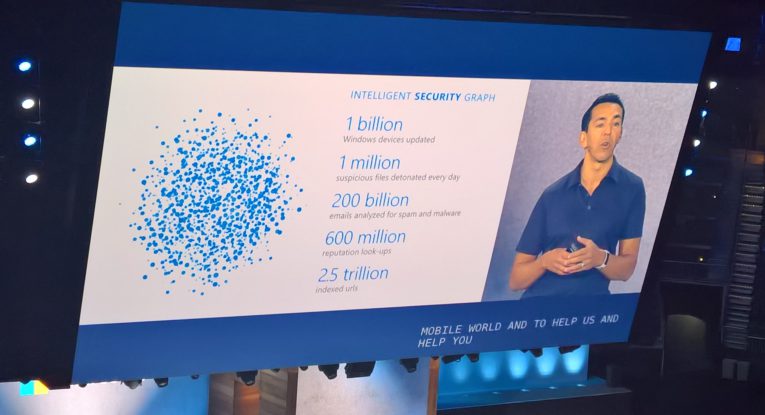 INTELLIGENT SECURITY GRAPH
1 billion
Windows devices updated
1 million
suspicious files detonated every day
200 billion
emails analyzed for spam and malware
600 million
reputation look-ups
2.5 trillion
indexed urls
MOBILE WORLD AND TO HELP US AND
HELP YOU